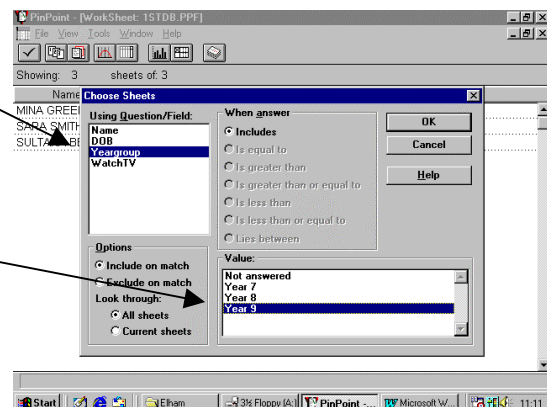 PinPoint - [WorkSheet: 1STDB.PPF]
File View Tools Window Help
Showing: 3 sheets of: 3
Name
MINA GREE
SARA SMITH
SULTA BE
Choose Sheets
Using Question/Field:
Name
DOB
Yeargroup
WatchTV
When answer
Includes
Is equal to
Is greater than
Is greater than or equal to
Is less than
Is less than or equal to
Lies between
OK
Cancel
Help
Options
Include on match
Exclude on match
Look through:
All sheets
Current sheets
Value:
Not answered
Year 7
Year 8
Year 9
Start Elham 3½ Floppy (A:) PinPoint -... Microsoft W... 11:11